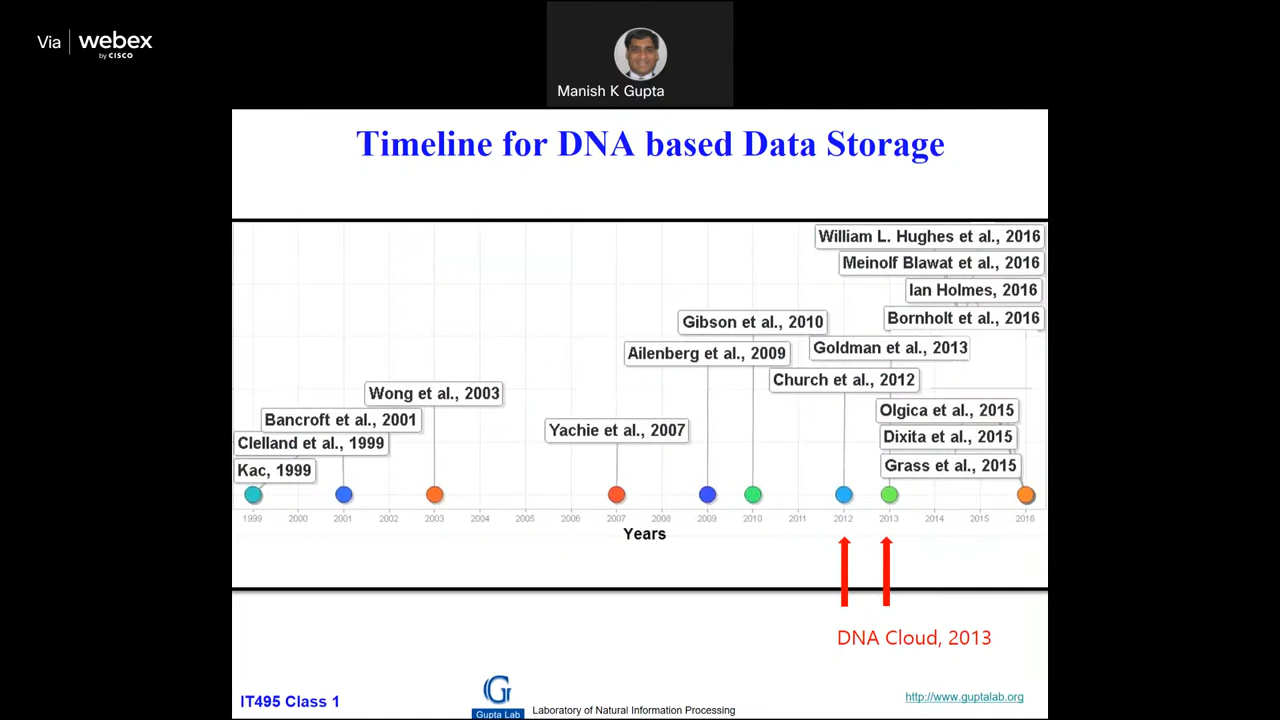 Via webex
by CISCO
Manish K Gupta
Timeline for DNA based Data Storage
William L. Hughes et al., 2016
Meinolf Blawat et al., 2016
Ian Holmes, 2016
Bornholt et al., 2016
Gibson et al., 2010
Goldman et al., 2013
Ailenberg et al., 2009
Church et al., 2012
Wong et al., 2003
Olgica et al., 2015
Bancroft et al., 2001
Yachie et al., 2007
Dixita et al., 2015
Clelland et al., 1999
Grass et al., 2015
Kac, 1999
1999 2000 2001 2002 2003 2004 2005 2006 2007 2008 2009 2010 2011 2012 2013 2014 2015 2016
Years
DNA Cloud, 2013
IT495 Class 1
G
Gupta Lab
Laboratory of Natural Information Processing
http://www.guptalab.org